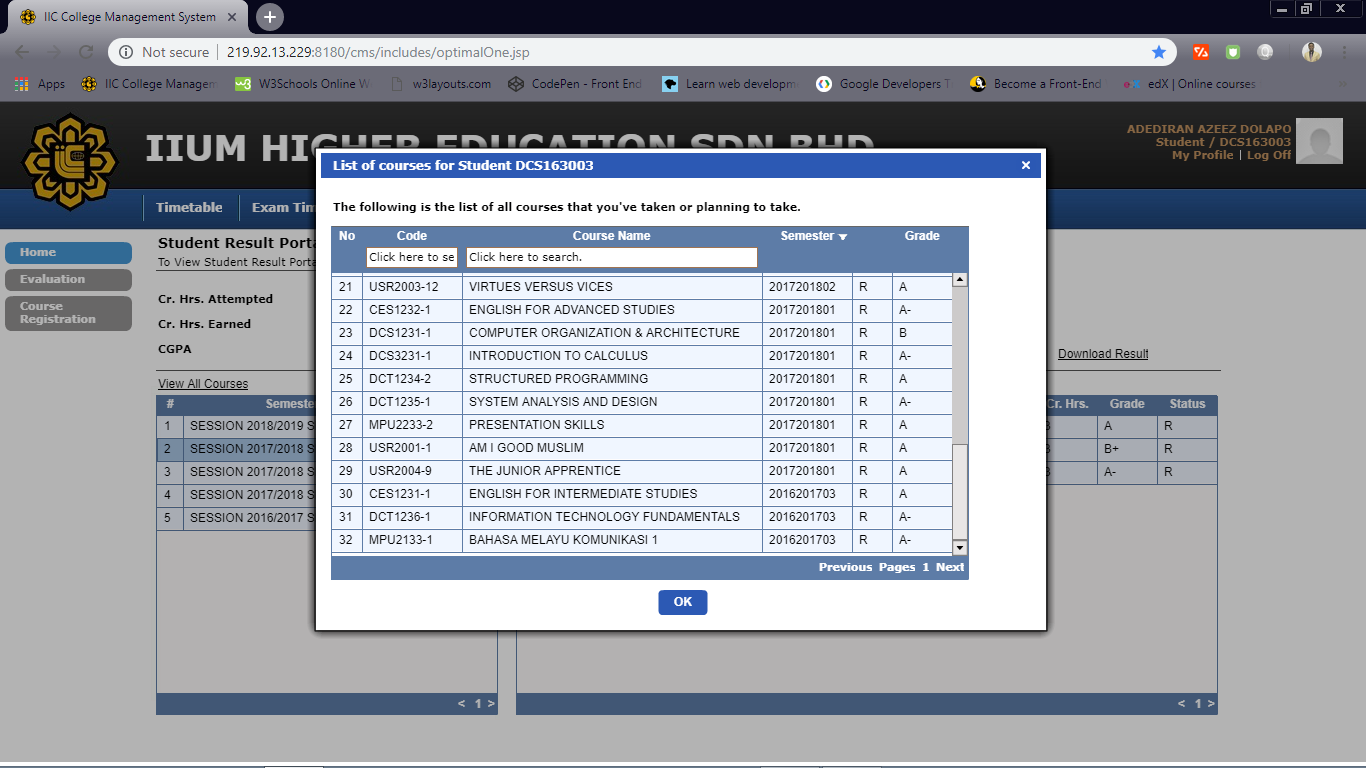 IIC College Management System
Not secure | 219.92.13.229:8180/cms/includes/optimalOne.jsp
Apps IIC College Managem W3Schools Online W w3layouts.com CodePen - Front End Learn web developm Google Developers T Become a Front-End edX | Online courses
IIUM HIGHER EDUCATION SDN BHD
ADEDIRAN AZEEZ DOLAPO
Student / DCS163003
My Profile | Log Off
Timetable Exam Tim
Home
Evaluation
Course
Registration
Student Result Porta
To View Student Result Porta
Cr. Hrs. Attempted
Cr. Hrs. Earned
CGPA
Download Result
View All Courses
# Semeste
1 SESSION 2018/2019 S
2 SESSION 2017/2018 S
3 SESSION 2017/2018 S
4 SESSION 2017/2018 S
5 SESSION 2016/2017 S
< 1 >
Cr. Hrs. Grade Status
3 A R
3 B+ R
3 A- R
< 1 >
List of courses for Student DCS163003
The following is the list of all courses that you've taken or planning to take.
No Code Course Name Semester Grade
Click here to se Click here to search.
21 USR2003-12 VIRTUES VERSUS VICES 2017201802 R A
22 CES1232-1 ENGLISH FOR ADVANCED STUDIES 2017201801 R A-
23 DCS1231-1 COMPUTER ORGANIZATION & ARCHITECTURE 2017201801 R B
24 DCS3231-1 INTRODUCTION TO CALCULUS 2017201801 R A-
25 DCT1234-2 STRUCTURED PROGRAMMING 2017201801 R A
26 DCT1235-1 SYSTEM ANALYSIS AND DESIGN 2017201801 R A-
27 MPU2233-2 PRESENTATION SKILLS 2017201801 R A
28 USR2001-1 AM I GOOD MUSLIM 2017201801 R A
29 USR2004-9 THE JUNIOR APPRENTICE 2017201801 R A
30 CES1231-1 ENGLISH FOR INTERMEDIATE STUDIES 2016201703 R A
31 DCT1236-1 INFORMATION TECHNOLOGY FUNDAMENTALS 2016201703 R A-
32 MPU2133-1 BAHASA MELAYU KOMUNIKASI 1 2016201703 R A-
Previous Pages 1 Next
OK